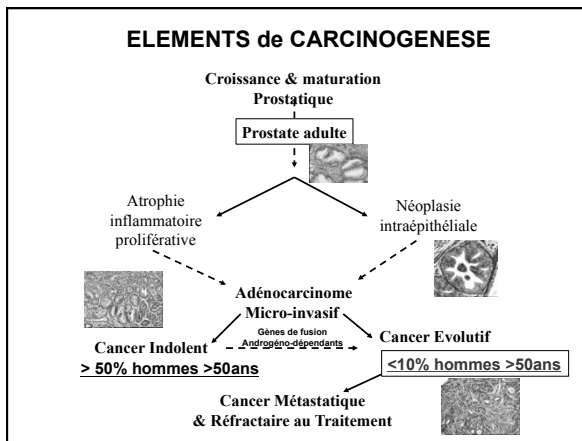 ELEMENTS de CARCINOGENESE
Croissance & maturation
Prostatique
Prostate adulte
Atrophie
inflammatoire
proliférative
Néoplasie
intraépithéliale
Adénocarcinome
Micro-invasif
Gènes de fusion
Androgéno-dépendants
Cancer Indolent
> 50% hommes >50ans
Cancer Evolutif
<10% hommes >50ans
Cancer Métastatique
& Réfractaire au Traitement